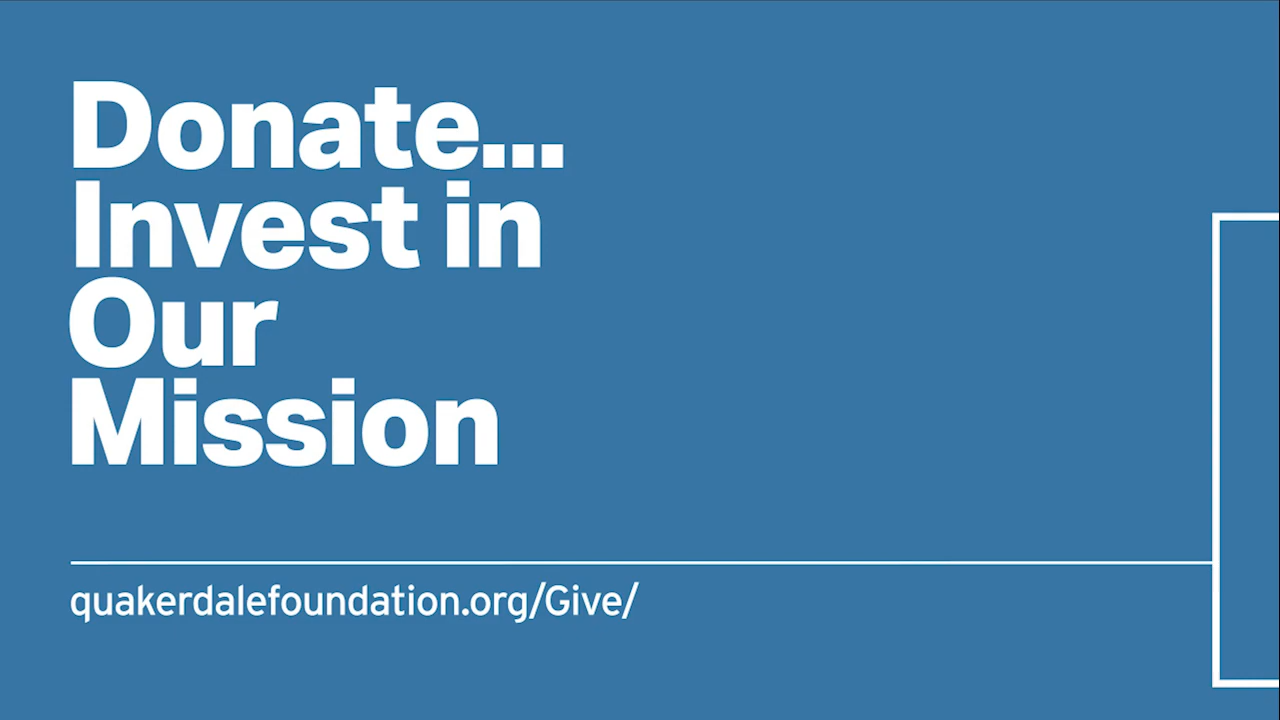 Donate...
Invest in
Our
Mission
quakerdalefoundation.org/Give/